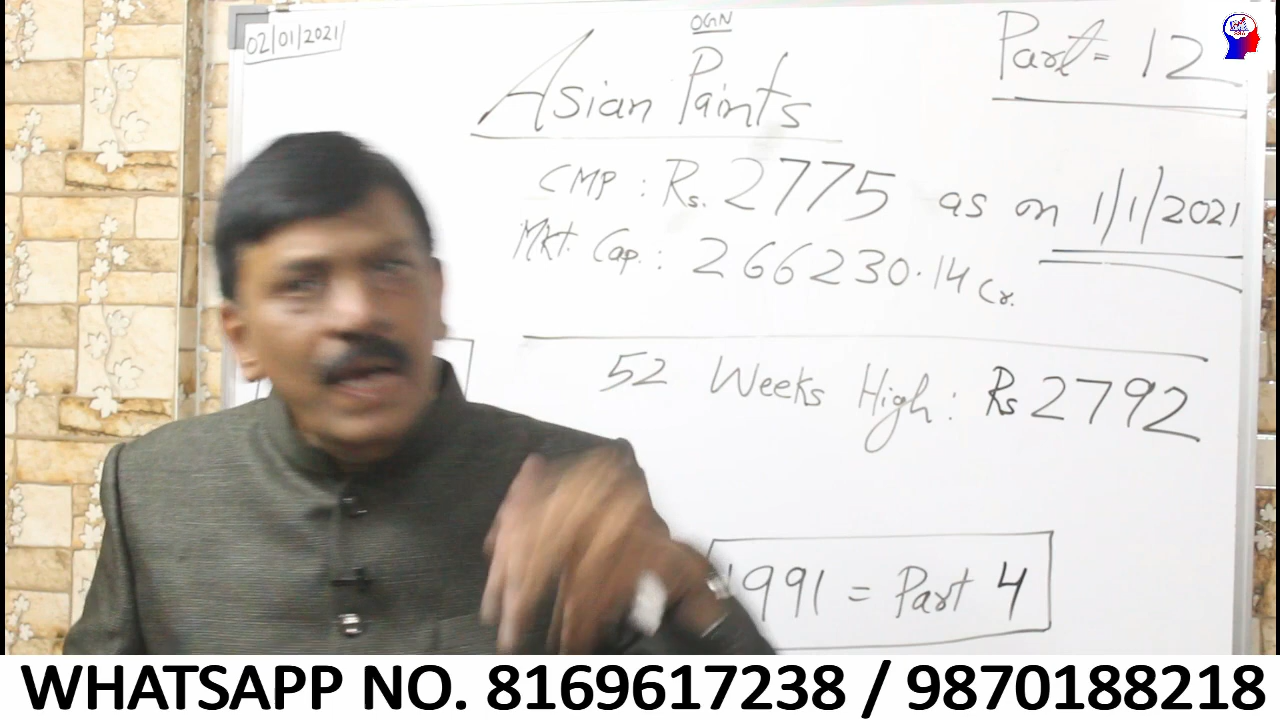 02/01/2021
OGN
Part = 12
Asian Paints
CMP : Rs. 2775 as on 1/1/2021
Mkt. Cap. : 266230.14 Cr.
52 Weeks High : Rs 2792
1991 = Part 4
WHATSAPP NO. 8169617238 / 9870188218